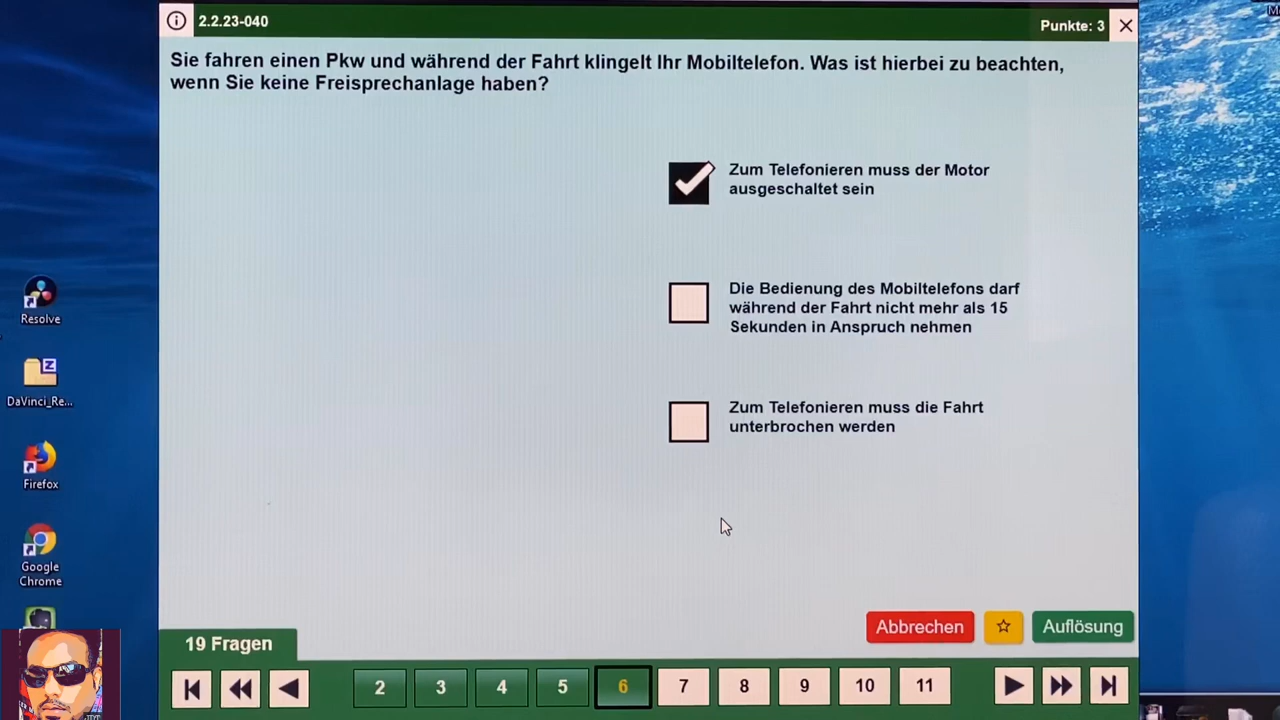 2.2.23-040
Punkte: 3
Sie fahren einen Pkw und während der Fahrt klingelt Ihr Mobiltelefon. Was ist hierbei zu beachten,
wenn Sie keine Freisprechanlage haben?
Zum Telefonieren muss der Motor
ausgeschaltet sein
Die Bedienung des Mobiltelefons darf
während der Fahrt nicht mehr als 15
Sekunden in Anspruch nehmen
Zum Telefonieren muss die Fahrt
unterbrochen werden
Resolve
DaVinci_Re...
Firefox
Google
Chrome
Abbrechen
Auflösung
19 Fragen
2 3 4 5 6 7 8 9 10 11